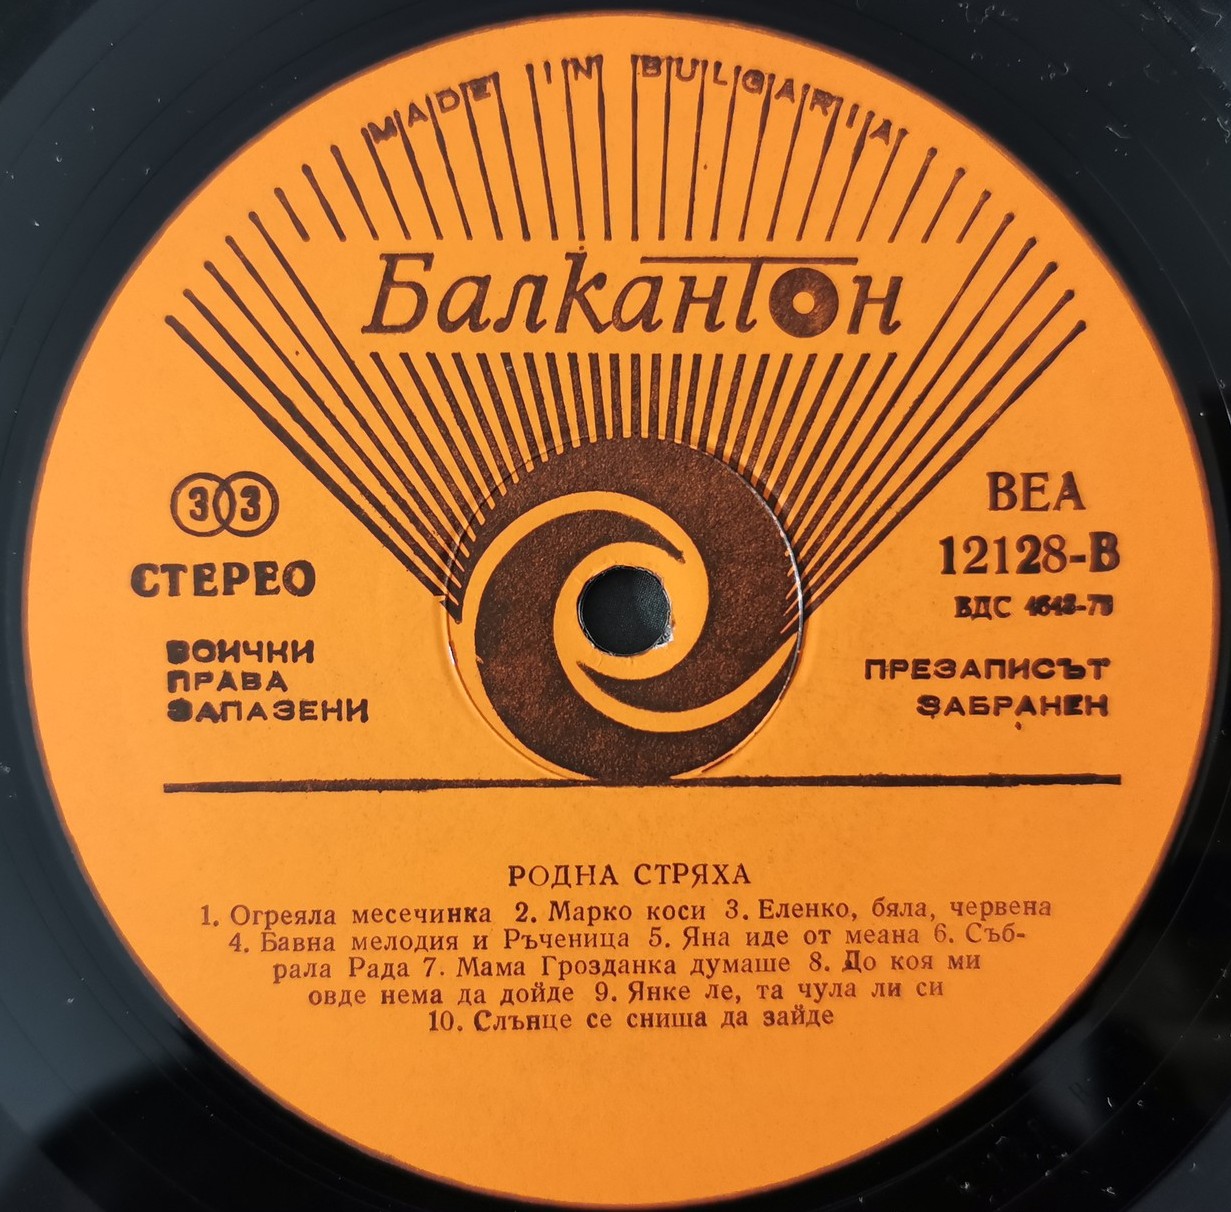 MADE IN BULGARIA
Балкантон
33
СТЕРЕО
ВСИЧКИ
ПРАВА
ЗАПАЗЕНИ
ВЕА
12128-В
ВДС
ПРЕЗАПИСЪТ
ЗАБРАНЕН
РОДНА СТРЯХА
1. Огреяла месечинка 2. Марко коси 3. Еленко, бяла, червена
4. Бавна мелодия и Ръченица 5. Яна иде от меана 6. Съб-
рала Рада 7. Мама Грозданка думаше 8. До коя ми
овде нема да дойде 9. Янке ле, та чула ли си
10. Слънце се сниша да зайде